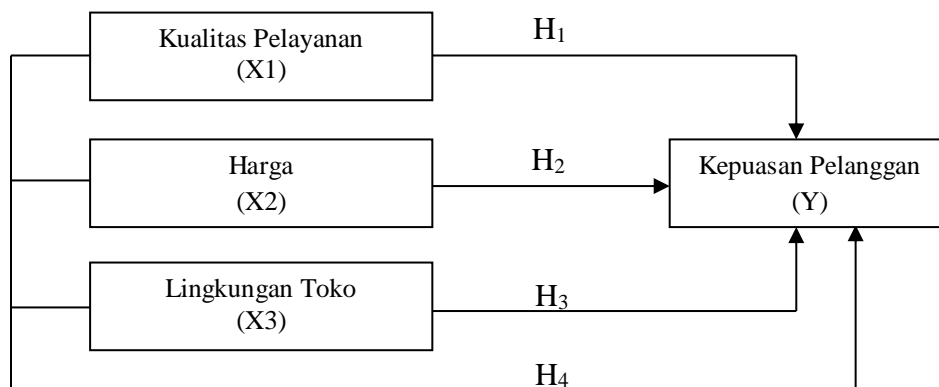 H₁
Kualitas Pelayanan
(X1)
Harga
(X2)
H₂
Kepuasan Pelanggan
(Y)
Lingkungan Toko
(X3)
H₃
H₄